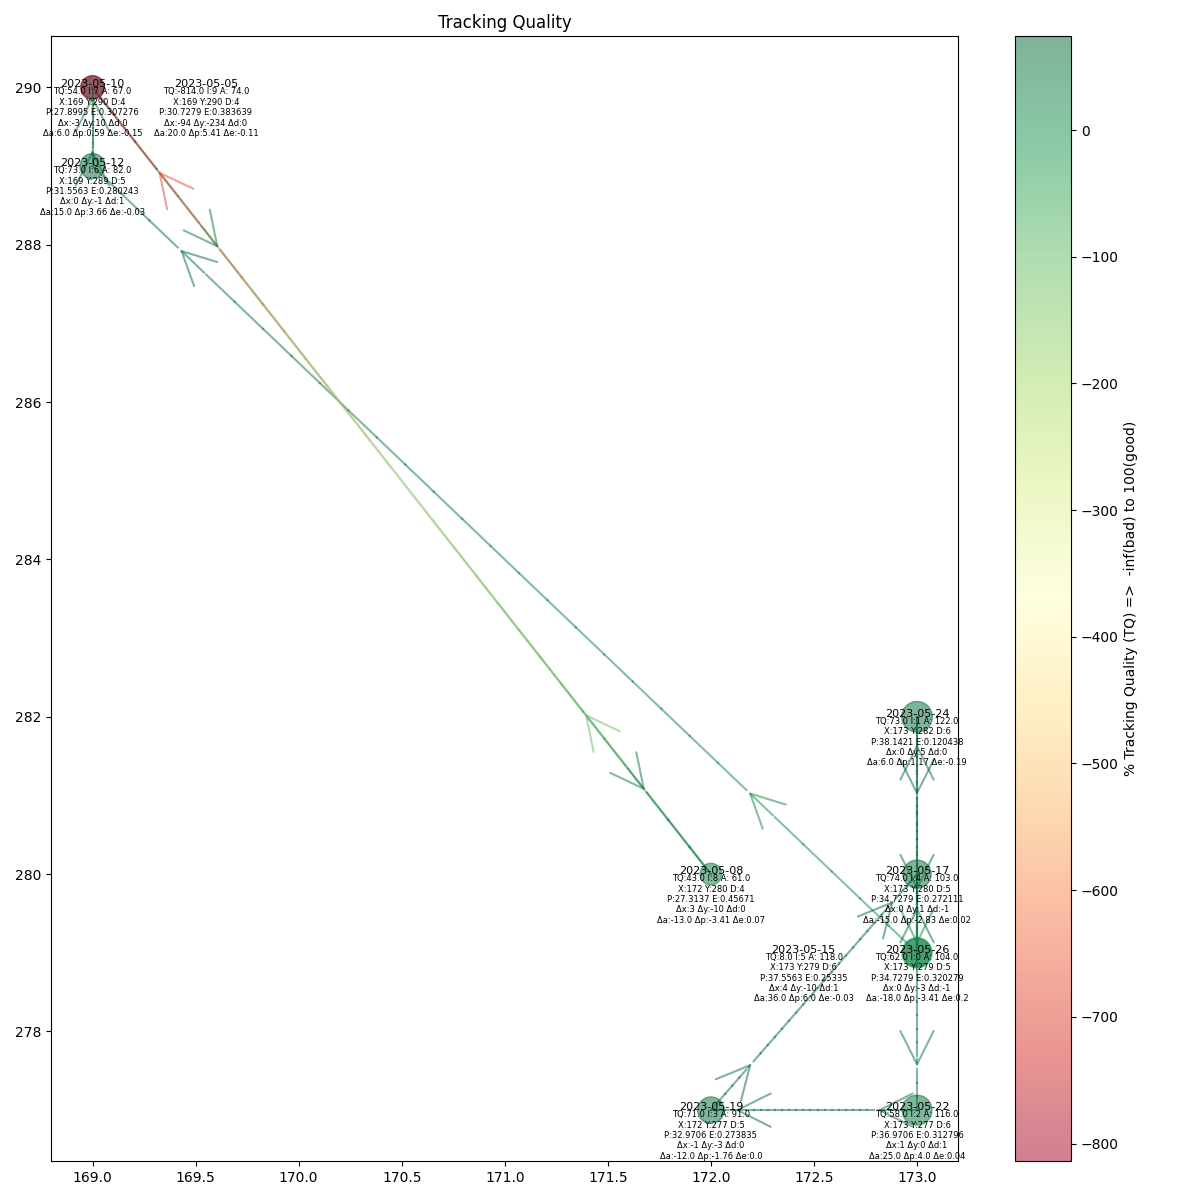 Tracking Quality
290
288
286
284
282
280
278
2023-05-10
TQ:54.0 I:7 A: 67.0
X:169 Y:290 D:4
P:27.8995 E:0.307276
Δx:-3 Δy:10 Δd:0
Δa:6.0 Δp:0.59 Δe:-0.15
2023-05-05
TQ:-814.0 I:9 A: 74.0
X:169 Y:290 D:4
P:30.7279 E:0.383639
Δx:-94 Δy:-234 Δd:0
Δa:20.0 Δp:5.41 Δe:-0.11
2023-05-12
TQ:73.0 I:6 A: 82.0
X:169 Y:289 D:5
P:31.5563 E:0.280243
Δx:0 Δy:-1 Δd:1
Δa:15.0 Δp:3.66 Δe:-0.03
2023-05-24
TQ:73.0 I:1 A: 122.0
X:173 Y:282 D:6
P:38.1421 E:0.120438
Δx:0 Δy:5 Δd:0
Δa:6.0 Δp:1.17 Δe:-0.19
2023-05-08
TQ:43.0 I:8 A: 61.0
X:172 Y:280 D:4
P:27.3137 E:0.45671
Δx:3 Δy:-10 Δd:0
Δa:-13.0 Δp:-3.41 Δe:0.07
2023-05-17
TQ:74.0 I:4 A: 103.0
X:173 Y:280 D:5
P:34.7279 E:0.272111
Δx:0 Δy:1 Δd:-1
Δa:-15.0 Δp:-2.83 Δe:0.02
2023-05-15
TQ:8.0 I:5 A: 118.0
X:173 Y:279 D:6
P:37.5563 E:0.25335
Δx:4 Δy:-10 Δd:1
Δa:36.0 Δp:6.0 Δe:-0.03
2023-05-26
TQ:62.0 I:0 A: 104.0
X:173 Y:279 D:5
P:34.7279 E:0.320279
Δx:0 Δy:-3 Δd:-1
Δa:-18.0 Δp:-3.41 Δe:0.2
2023-05-19
TQ:71.0 I:3 A: 91.0
X:172 Y:277 D:5
P:32.9706 E:0.273835
Δx:-1 Δy:-3 Δd:0
Δa:-12.0 Δp:-1.76 Δe:0.0
2023-05-22
TQ:58.0 I:2 A: 116.0
X:173 Y:277 D:6
P:36.9706 E:0.312796
Δx:1 Δy:0 Δd:1
Δa:25.0 Δp:4.0 Δe:0.04
169.0 169.5 170.0 170.5 171.0 171.5 172.0 172.5 173.0
0
−100
−200
−300
−400
−500
−600
−700
−800
% Tracking Quality (TQ) => -inf(bad) to 100(good)